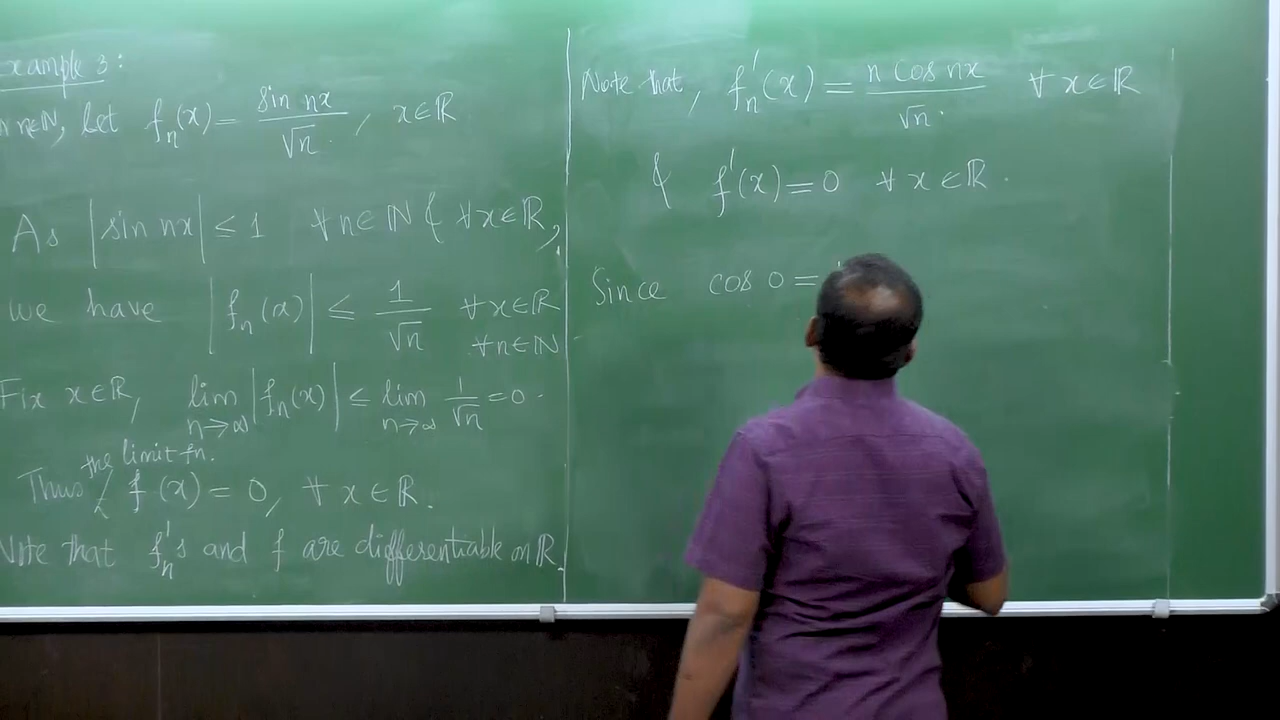 xample 3:
n∈ℕ, let fₙ(x) = sin nx / √n, x∈ℝ
As |sin nx| ≤ 1 ∀ n∈ℕ & ∀x∈ℝ,
we have |fₙ(x)| ≤ 1/√n ∀x∈ℝ
∀n∈ℕ
Fix x∈ℝ, lim n→∞ |fₙ(x)| ≤ lim n→∞ 1/√n = 0.
the limit fn.
Thus f(x) = 0, ∀ x∈ℝ.
Note that fₙ's and f are differentiable on ℝ.
Note that, fₙ'(x) = n cos nx / √n. ∀ x∈ℝ
& f'(x) = 0 ∀ x∈ℝ.
Since cos 0 =